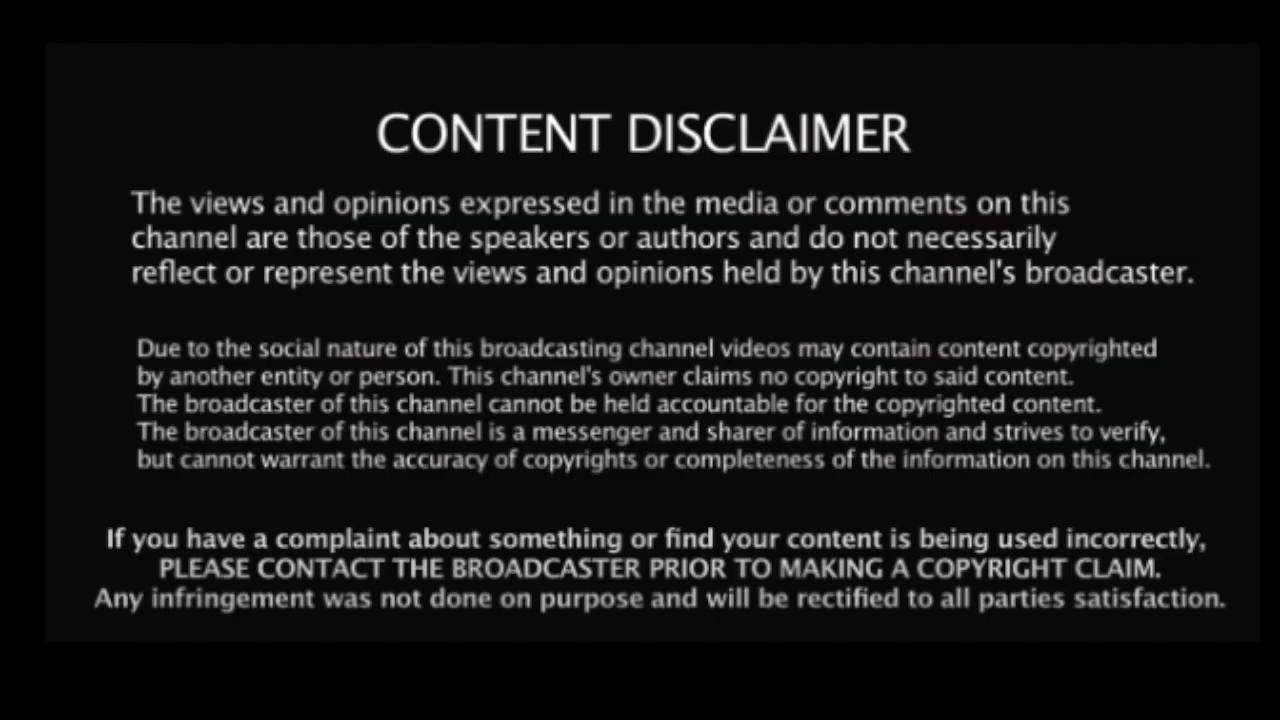 CONTENT DISCLAIMER
The views and opinions expressed in the media or comments on this
channel are those of the speakers or authors and do not necessarily
reflect or represent the views and opinions held by this channel's broadcaster.
Due to the social nature of this broadcasting channel videos may contain content copyrighted
by another entity or person. This channel's owner claims no copyright to said content.
The broadcaster of this channel cannot be held accountable for the copyrighted content.
The broadcaster of this channel is a messenger and sharer of information and strives to verify,
but cannot warrant the accuracy of copyrights or completeness of the information on this channel.
If you have a complaint about something or find your content is being used incorrectly,
PLEASE CONTACT THE BROADCASTER PRIOR TO MAKING A COPYRIGHT CLAIM.
Any infringement was not done on purpose and will be rectified to all parties satisfaction.